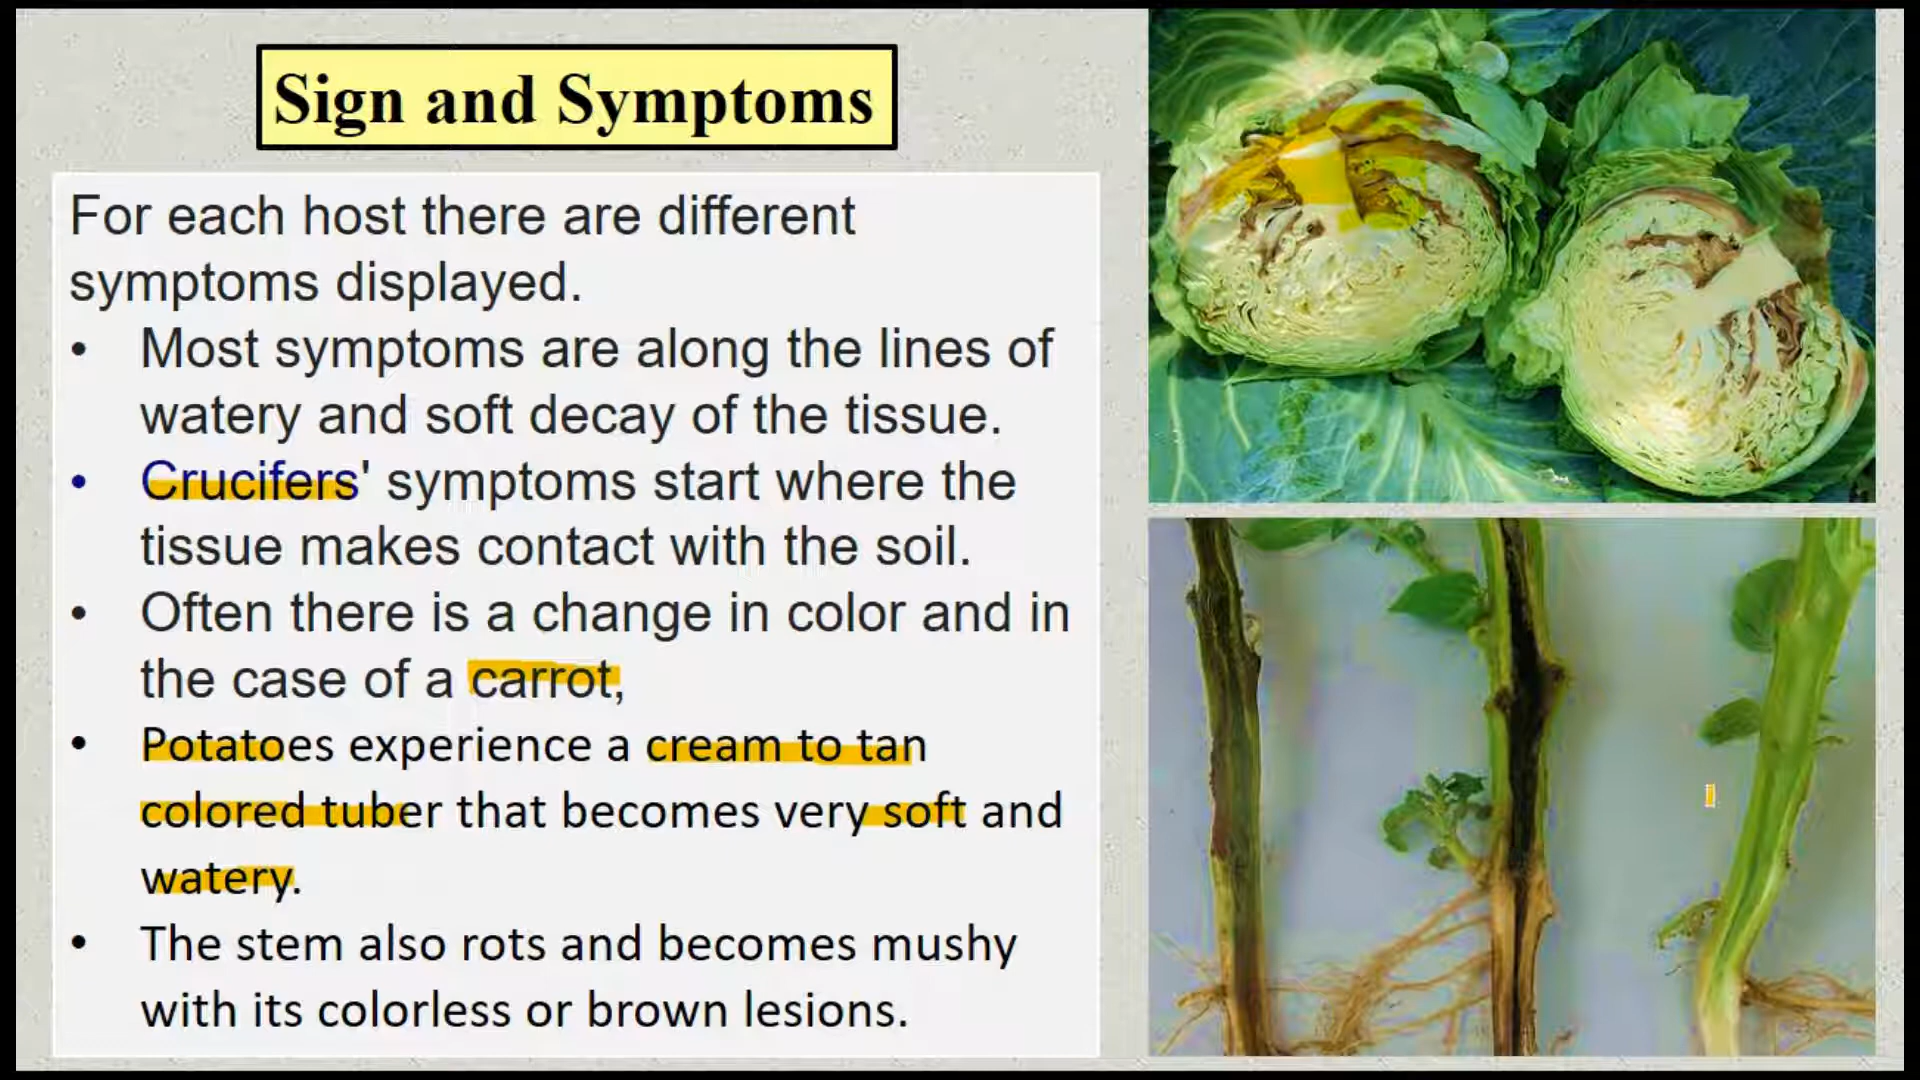 Sign and Symptoms
For each host there are different
symptoms displayed.
• Most symptoms are along the lines of
watery and soft decay of the tissue.
• Crucifers' symptoms start where the
tissue makes contact with the soil.
• Often there is a change in color and in
the case of a carrot,
• Potatoes experience a cream to tan
colored tuber that becomes very soft and
watery.
• The stem also rots and becomes mushy
with its colorless or brown lesions.